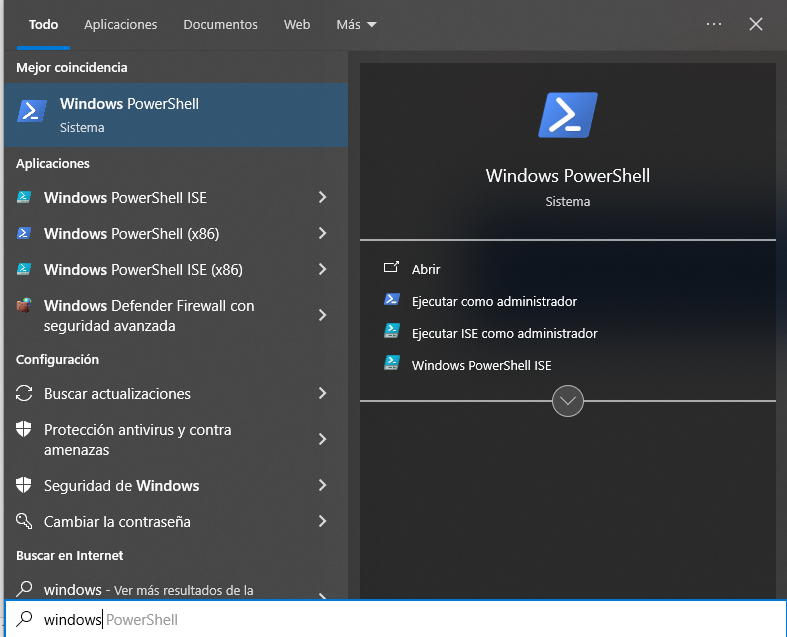 Todo Aplicaciones Documentos Web Más
Mejor coincidencia
Windows PowerShell
Sistema
Aplicaciones
Windows PowerShell ISE
Windows PowerShell (x86)
Windows PowerShell ISE (x86)
Windows Defender Firewall con
seguridad avanzada
Configuración
Buscar actualizaciones
Protección antivirus y contra
amenazas
Seguridad de Windows
Cambiar la contraseña
Buscar en Internet
windows - Ver más resultados de la
windows PowerShell
Windows PowerShell
Sistema
Abrir
Ejecutar como administrador
Ejecutar ISE como administrador
Windows PowerShell ISE